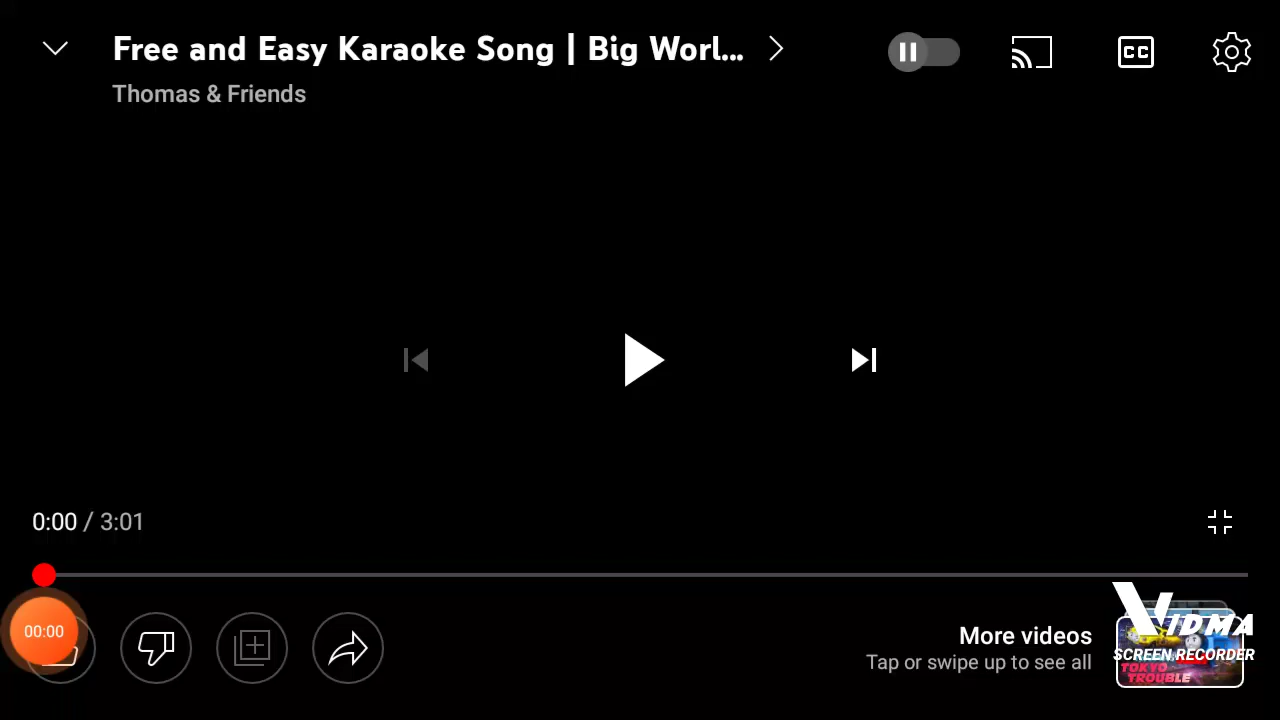 Free and Easy Karaoke Song | Big Worl...
Thomas & Friends
CC
0:00 / 3:01
00:00
More videos
Tap or swipe up to see all
VIDMA
SCREEN RECORDER
TOKYO
TROUBLE